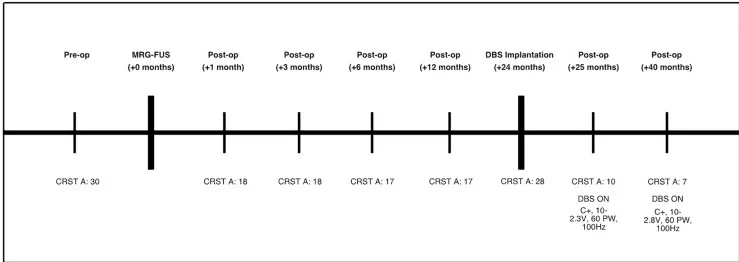 Pre-op
MRG-FUS
(+0 months)
Post-op
(+1 month)
Post-op
(+3 months)
Post-op
(+6 months)
Post-op
(+12 months)
DBS Implantation
(+24 months)
Post-op
(+25 months)
Post-op
(+40 months)
CRST A: 30
CRST A: 18
CRST A: 18
CRST A: 17
CRST A: 17
CRST A: 28
CRST A: 10
DBS ON
C+, 10-
2.3V, 60 PW,
100Hz
CRST A: 7
DBS ON
C+, 10-
2.8V, 60 PW,
100Hz